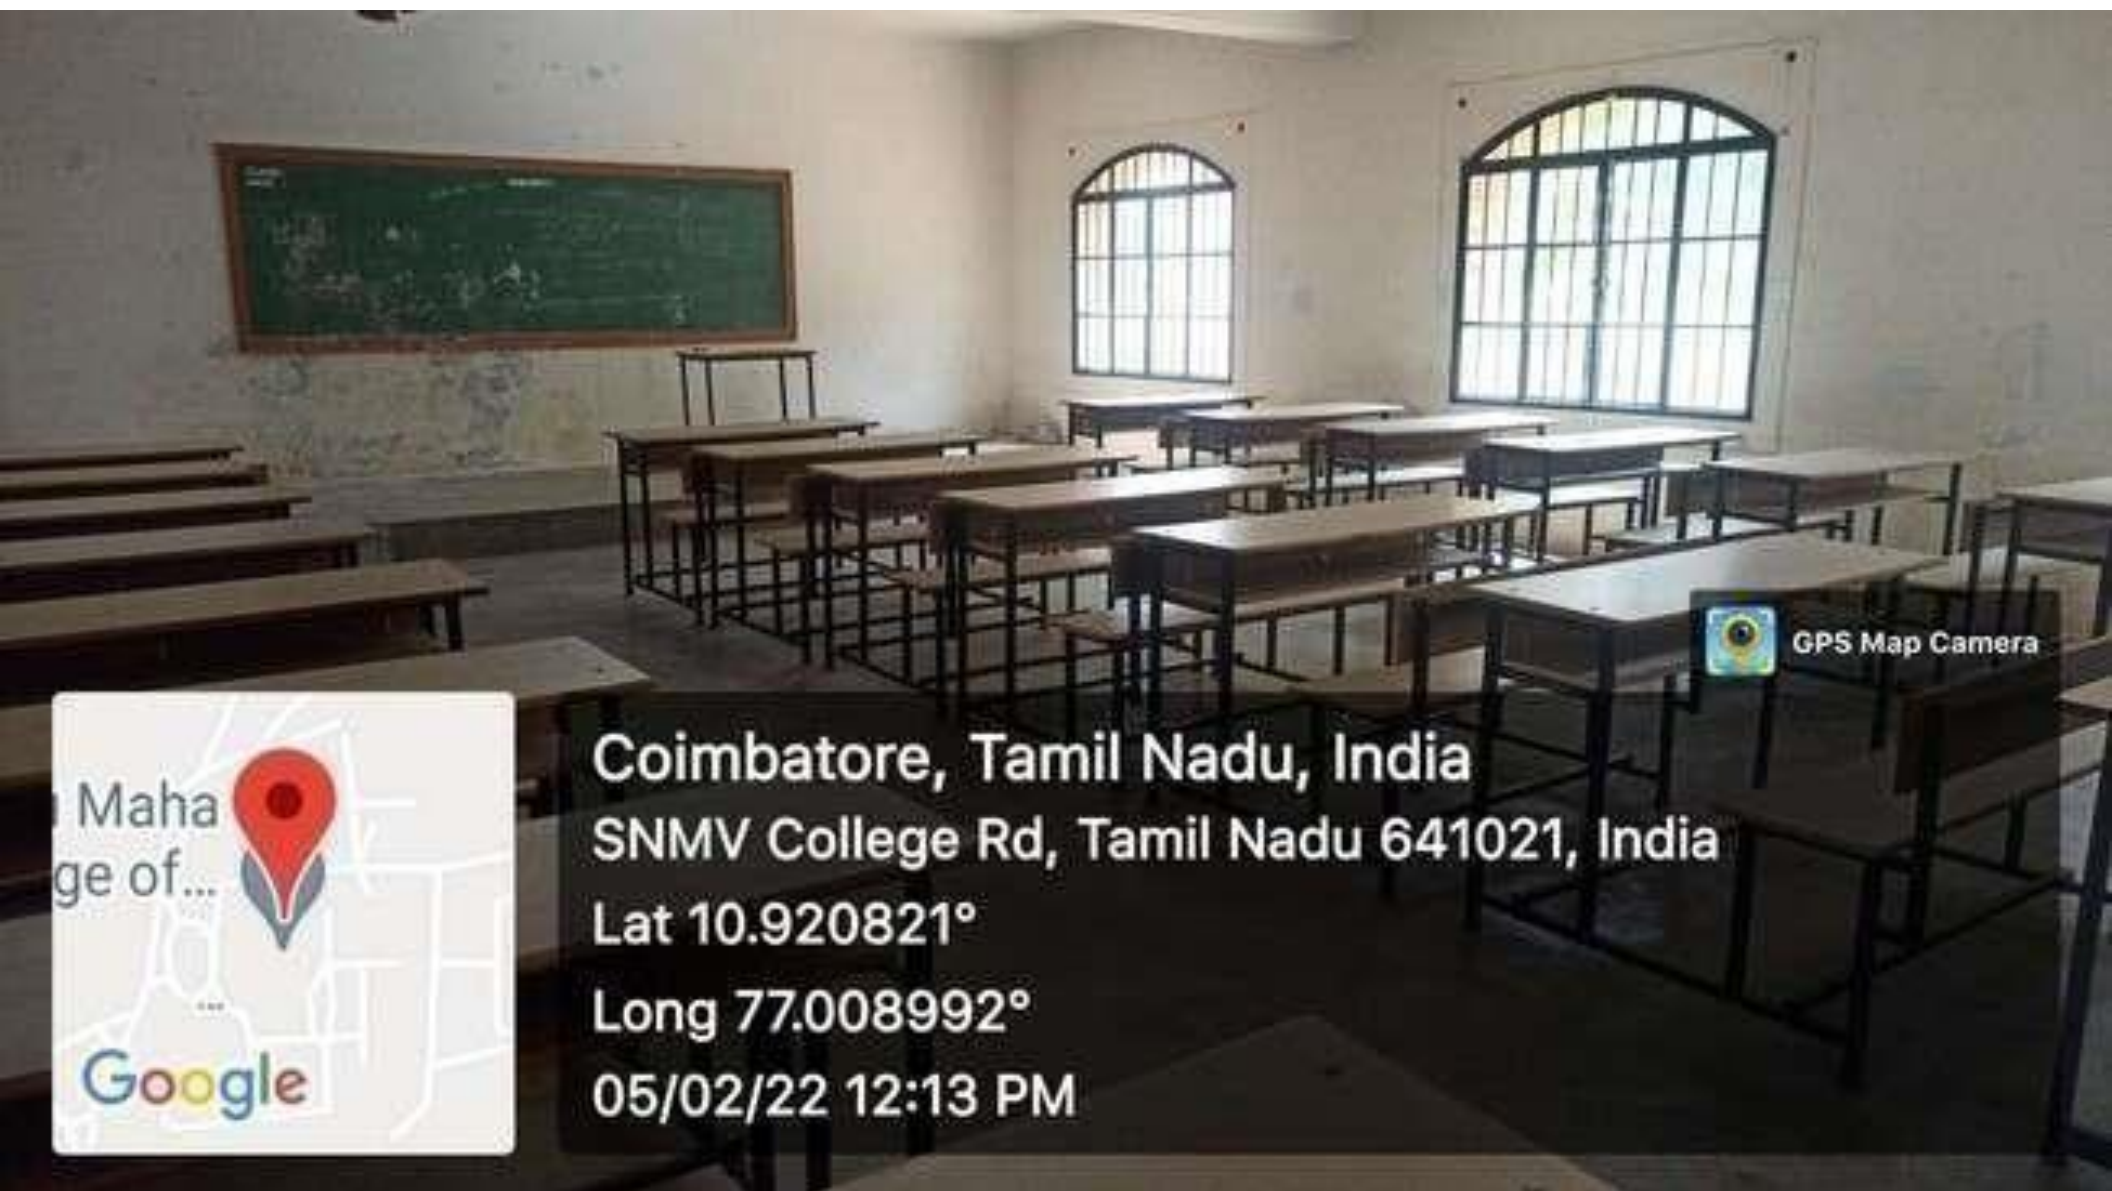 GPS Map Camera
Maha
ge of...
Google
Coimbatore, Tamil Nadu, India
SNMV College Rd, Tamil Nadu 641021, India
Lat 10.920821°
Long 77.008992°
05/02/22 12:13 PM